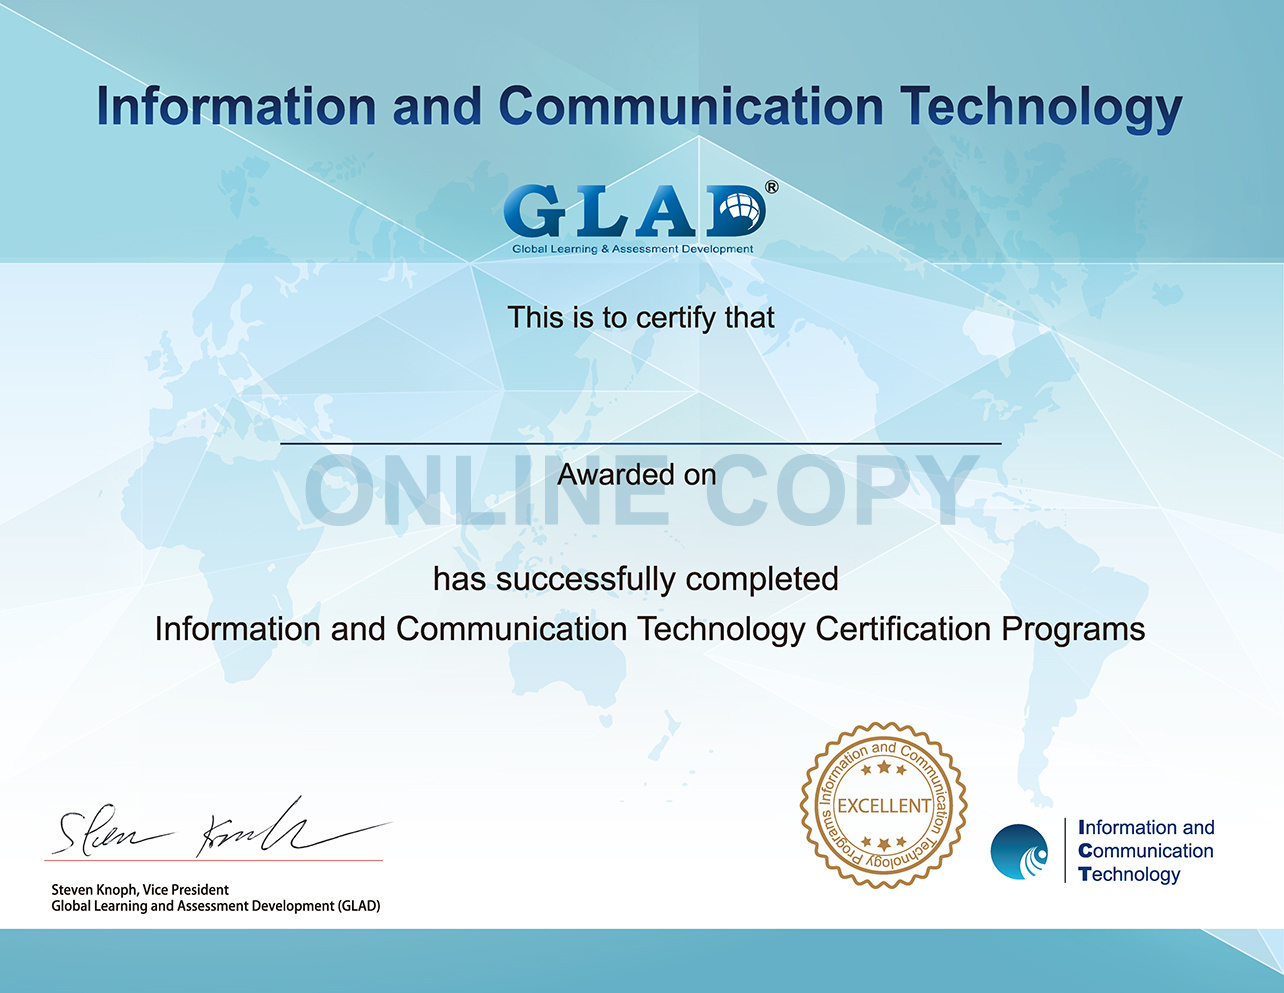 Information and Communication Technology
GLAD®
Global Learning & Assessment Development
This is to certify that
ONLINE COPY
Awarded on
has successfully completed
Information and Communication Technology Certification Programs
Steven Knoph
Steven Knoph, Vice President
Global Learning and Assessment Development (GLAD)
Information and Communication Technology Programs
EXCELLENT
Information and
Communication
Technology